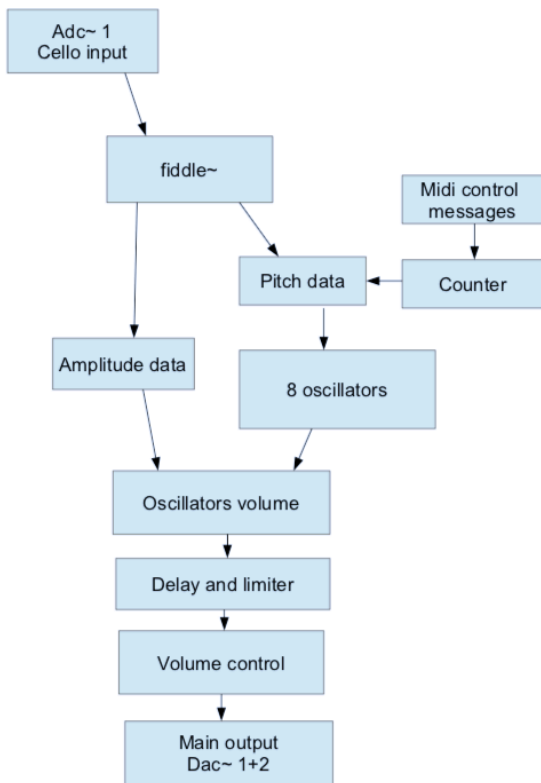 Adc~ 1
Cello input
fiddle~
Midi control
messages
Pitch data
Counter
Amplitude data
8 oscillators
Oscillators volume
Delay and limiter
Volume control
Main output
Dac~ 1+2